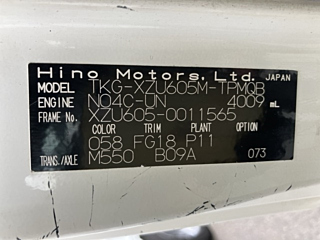 Hino Motors, Ltd. JAPAN
MODEL TKG-XZU605M-TPMQB
ENGINE N04C-UN 4009 mL
FRAME No. XZU605-0011565
COLOR TRIM PLANT OPTION
058 FG18 P11
TRANS./AXLE M550 B09A 073